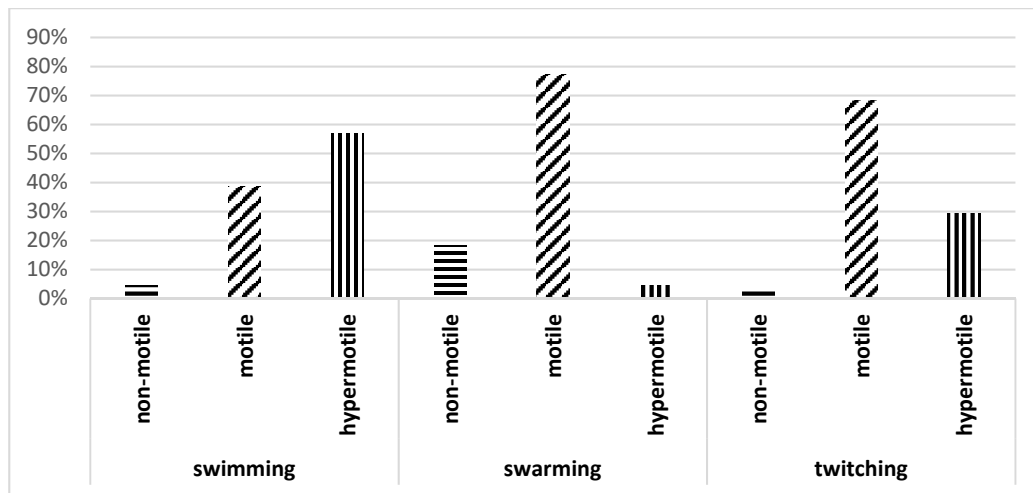 90%
80%
70%
60%
50%
40%
30%
20%
10%
0%
non-motile
motile
hypermotile
non-motile
motile
hypermotile
non-motile
motile
hypermotile
swimming
swarming
twitching